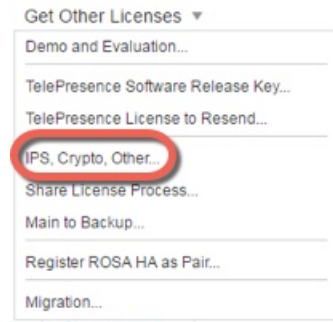 Get Other Licenses ▼
Demo and Evaluation...
TelePresence Software Release Key...
TelePresence License to Resend...
IPS, Crypto, Other...
Share License Process...
Main to Backup...
Register ROSA HA as Pair...
Migration...